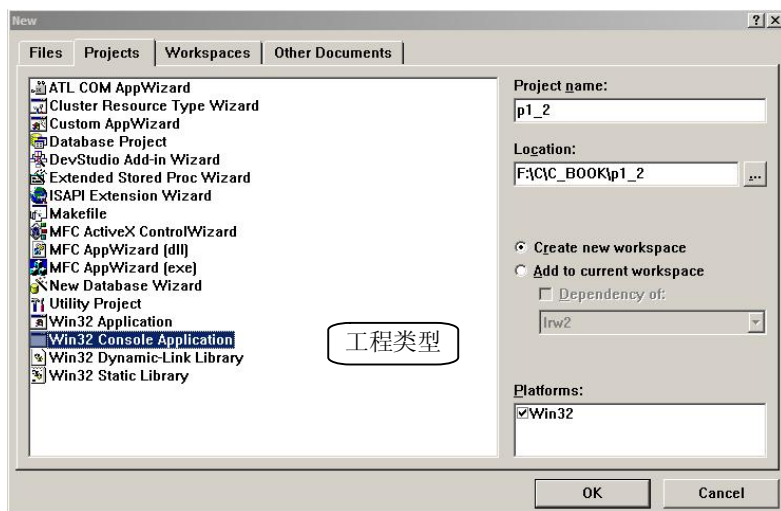 New
Files Projects Workspaces Other Documents
ATL COM AppWizard
Cluster Resource Type Wizard
Custom AppWizard
Database Project
DevStudio Add-in Wizard
Extended Stored Proc Wizard
ISAPI Extension Wizard
Makefile
MFC ActiveX ControlWizard
MFC AppWizard (dll)
MFC AppWizard (exe)
New Database Wizard
Utility Project
Win32 Application
Win32 Console Application
Win32 Dynamic-Link Library
Win32 Static Library
工程类型
Project name:
p1_2
Location:
F:\C\C_BOOK\p1_2
...
Create new workspace
Add to current workspace
Dependency of:
lrw2
Platforms:
Win32
OK Cancel